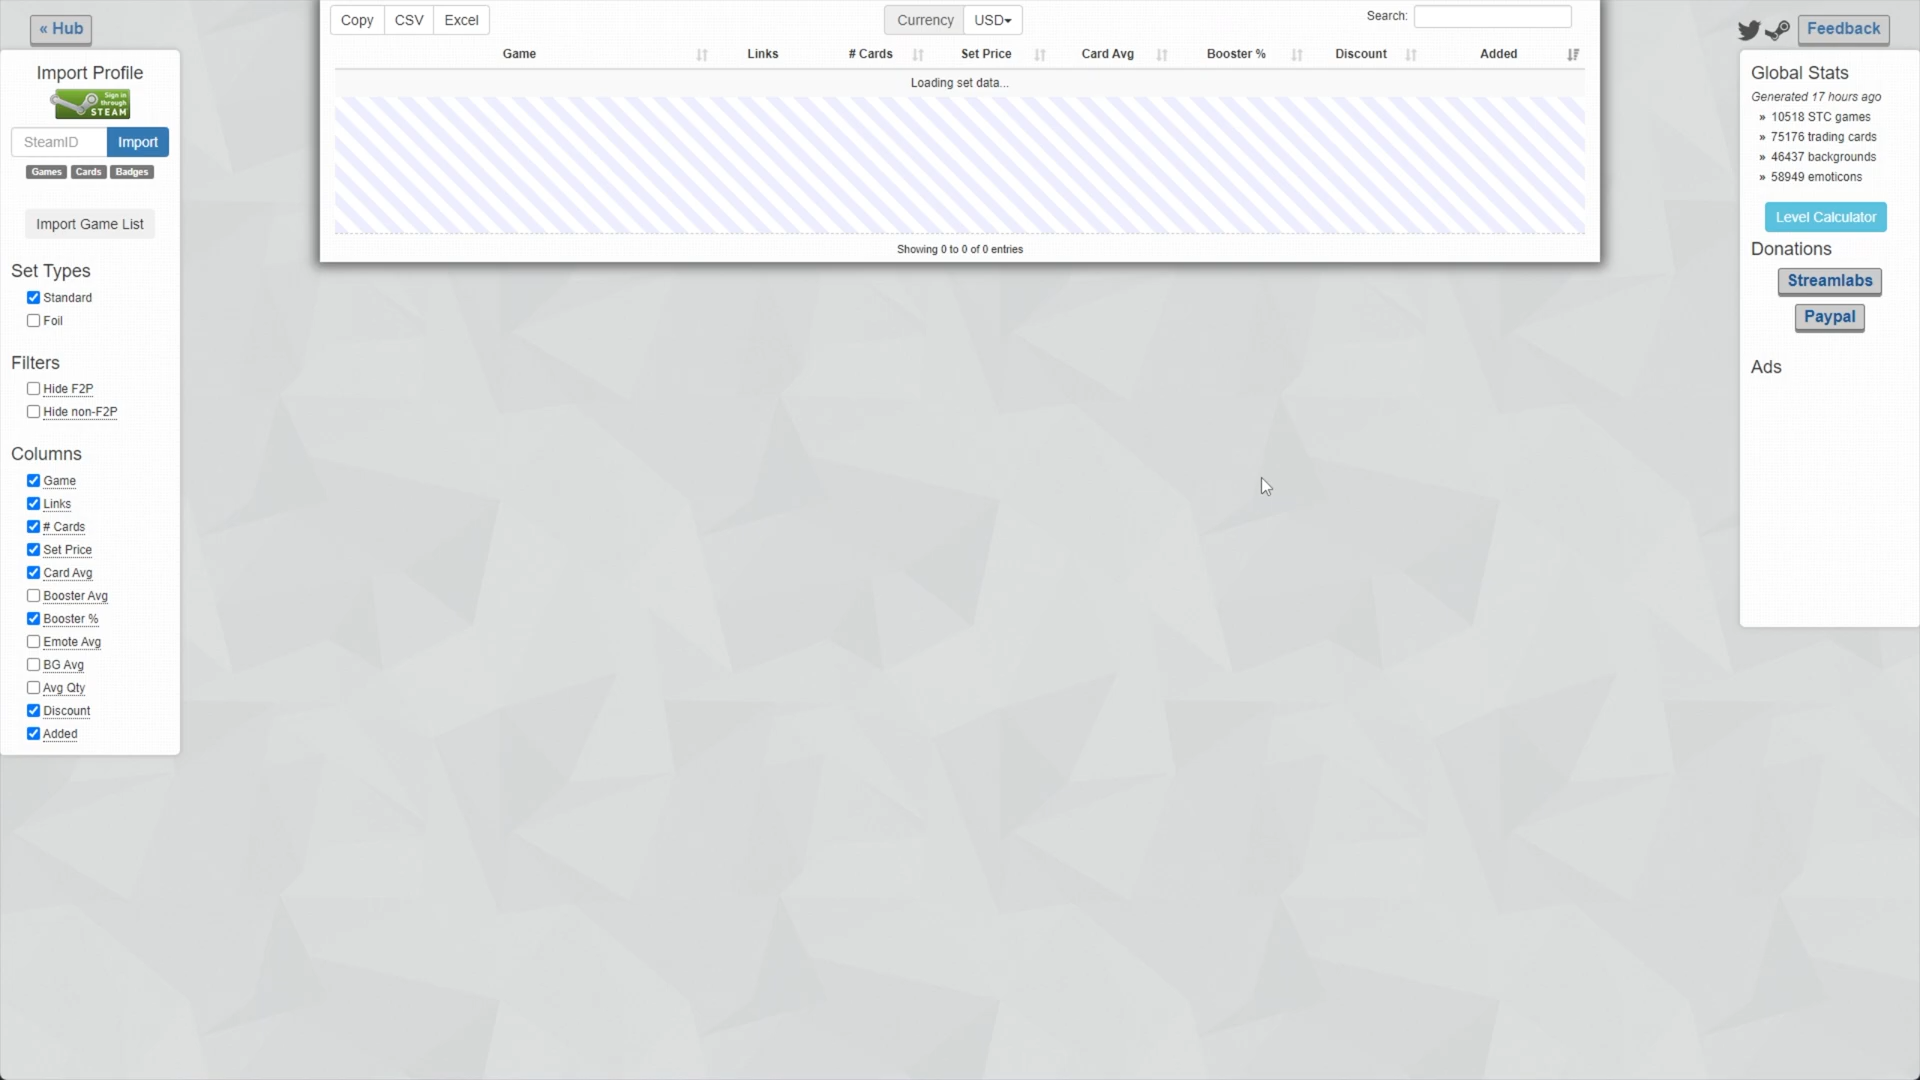 « Hub
Import Profile
Sign in
through
STEAM
SteamID
Import
Games Cards Badges
Import Game List
Set Types
Standard
Foil
Filters
Hide F2P
Hide non-F2P
Columns
Game
Links
# Cards
Set Price
Card Avg
Booster Avg
Booster %
Emote Avg
BG Avg
Avg Qty
Discount
Added
Copy CSV Excel
Currency USD
Search:
Game Links # Cards Set Price Card Avg Booster % Discount Added
Loading set data...
Showing 0 to 0 of 0 entries
Feedback
Global Stats
Generated 17 hours ago
» 10518 STC games
» 75176 trading cards
» 46437 backgrounds
» 58949 emoticons
Level Calculator
Donations
Streamlabs
Paypal
Ads